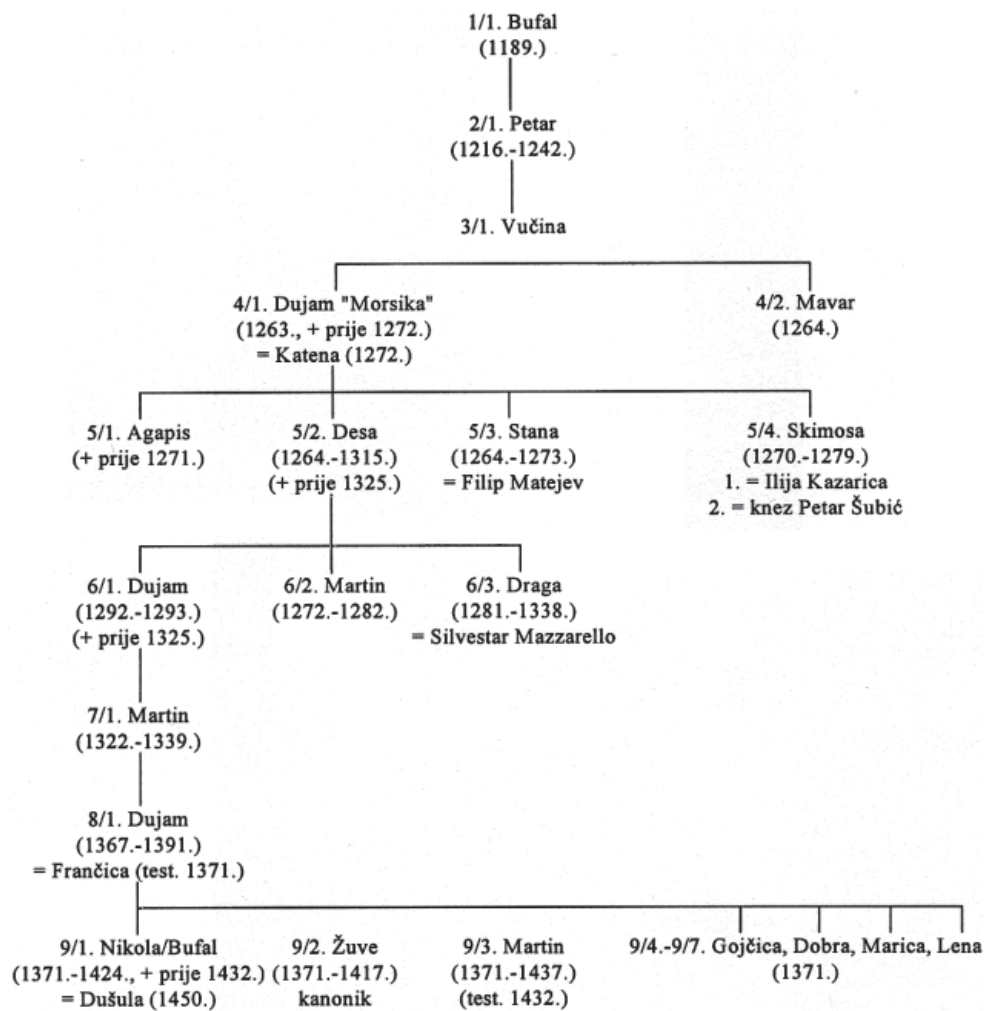 1/1. Bufal
(1189.)
2/1. Petar
(1216.-1242.)
3/1. Vučina
4/1. Dujam "Morsika"
(1263., + prije 1272.)
= Katena (1272.)
4/2. Mavar
(1264.)
5/1. Agapis
(+ prije 1271.)
5/2. Desa
(1264.-1315.)
(+ prije 1325.)
5/3. Stana
(1264.-1273.)
= Filip Matejev
5/4. Skimosa
(1270.-1279.)
1. = Ilija Kazarica
2. = knez Petar Šubić
6/1. Dujam
(1292.-1293.)
(+ prije 1325.)
6/2. Martin
(1272.-1282.)
6/3. Draga
(1281.-1338.)
= Silvestar Mazzarello
7/1. Martin
(1322.-1339.)
8/1. Dujam
(1367.-1391.)
= Frančica (test. 1371.)
9/1. Nikola/Bufal
(1371.-1424., + prije 1432.)
= Dušula (1450.)
9/2. Žuve
(1371.-1417.)
kanonik
9/3. Martin
(1371.-1437.)
(test. 1432.)
9/4.-9/7. Gojčica, Dobra, Marica, Lena
(1371.)